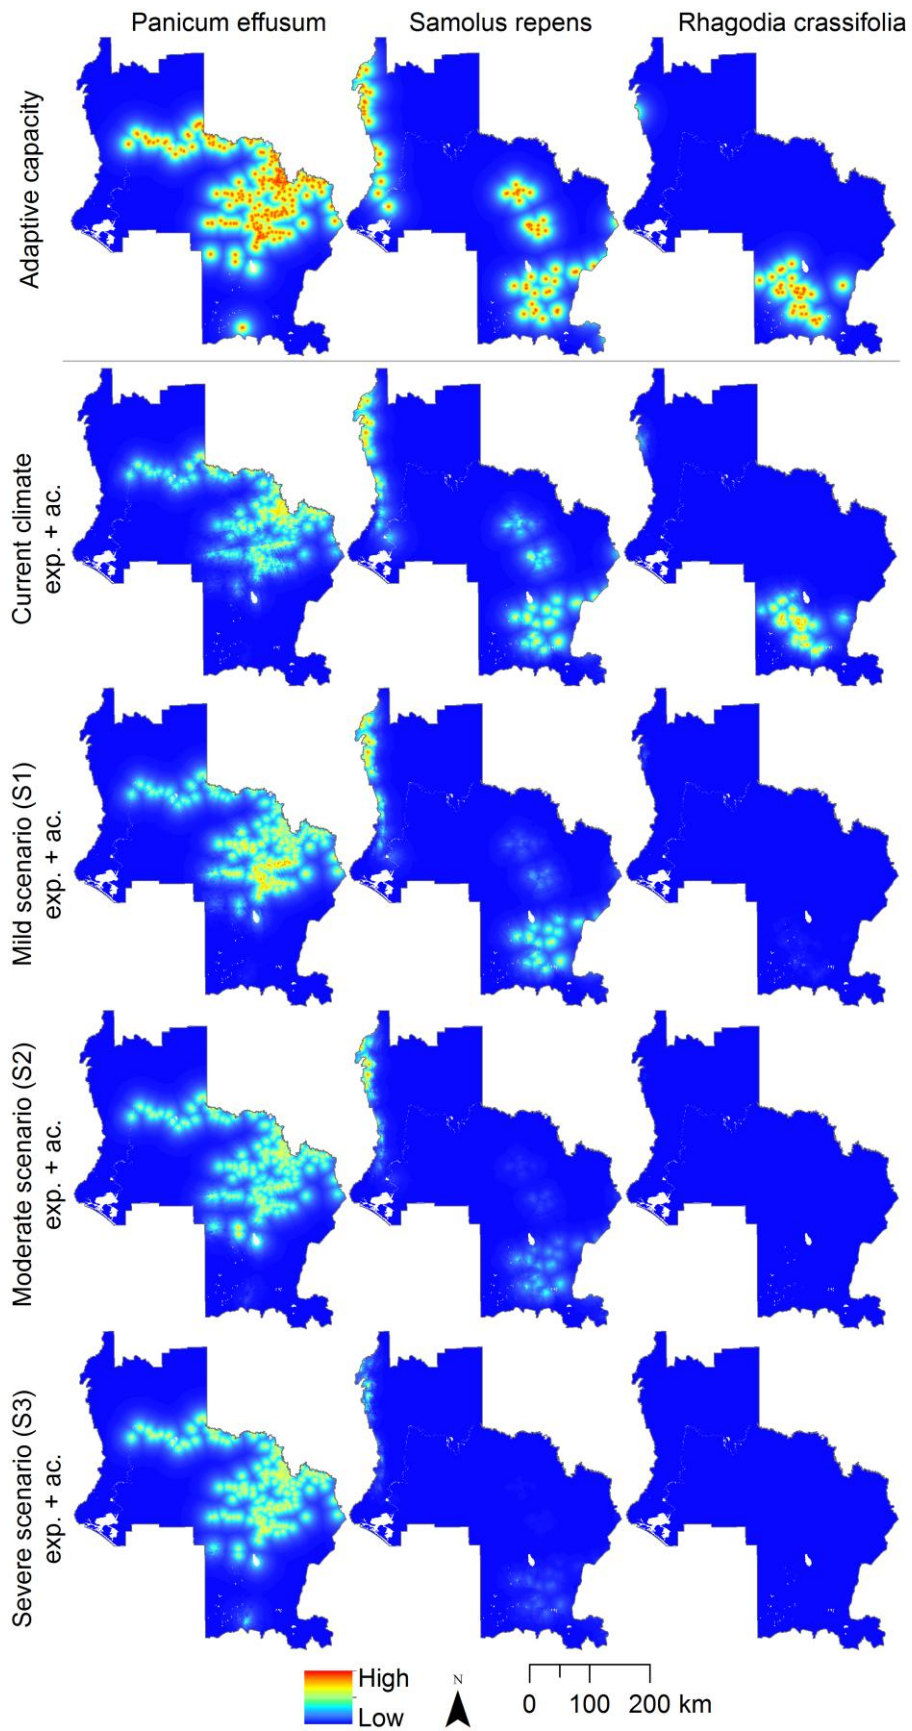 Panicum effusum
Samolus repens
Rhagodia crassifolia
Adaptive capacity
Current climate
exp. + ac.
Mild scenario (S1)
exp. + ac.
Moderate scenario (S2)
exp. + ac.
Severe scenario (S3)
exp. + ac.
High
Low
N
0 100 200 km